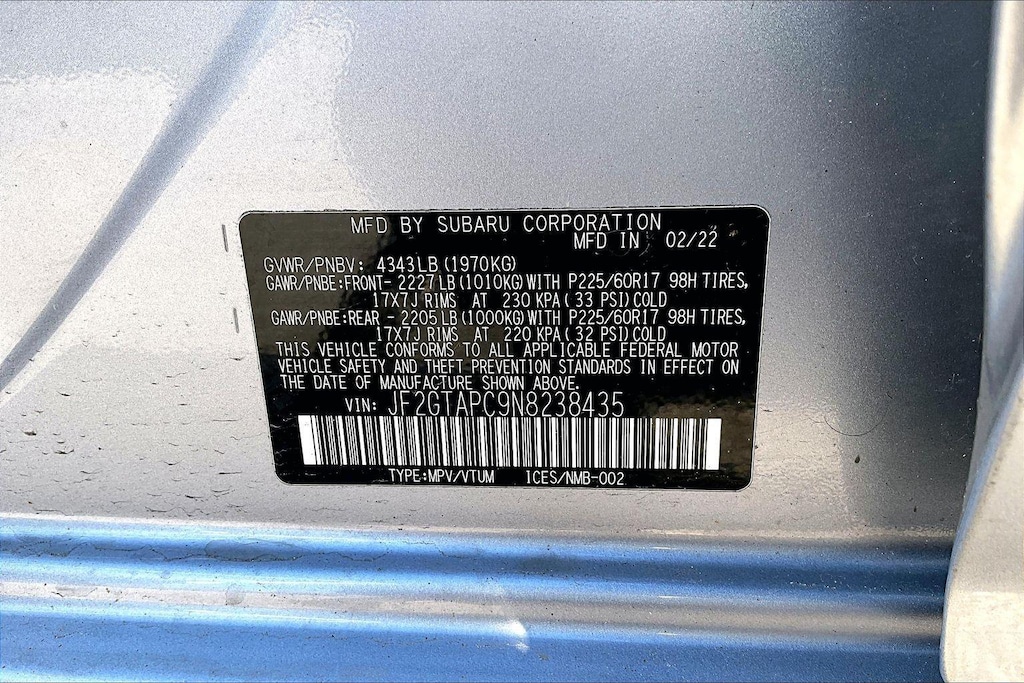 MFD BY SUBARU CORPORATION
MFD IN 02/22
GVWR/PNBV: 4343LB (1970KG)
GAWR/PNBE:FRONT- 2227LB (1010KG) WITH P225/60R17 98H TIRES,
17X7J RIMS AT 230 KPA ( 33 PSI) COLD
GAWR/PNBE:REAR - 2205LB (1000KG) WITH P225/60R17 98H TIRES,
17X7J RIMS AT 220 KPA ( 32 PSI) COLD
THIS VEHICLE CONFORMS TO ALL APPLICABLE FEDERAL MOTOR
VEHICLE SAFETY AND THEFT PREVENTION STANDARDS IN EFFECT ON
THE DATE OF MANUFACTURE SHOWN ABOVE.
VIN: JF2GTAPC9N8238435
TYPE:MPV/VTUM ICES/NMB-002